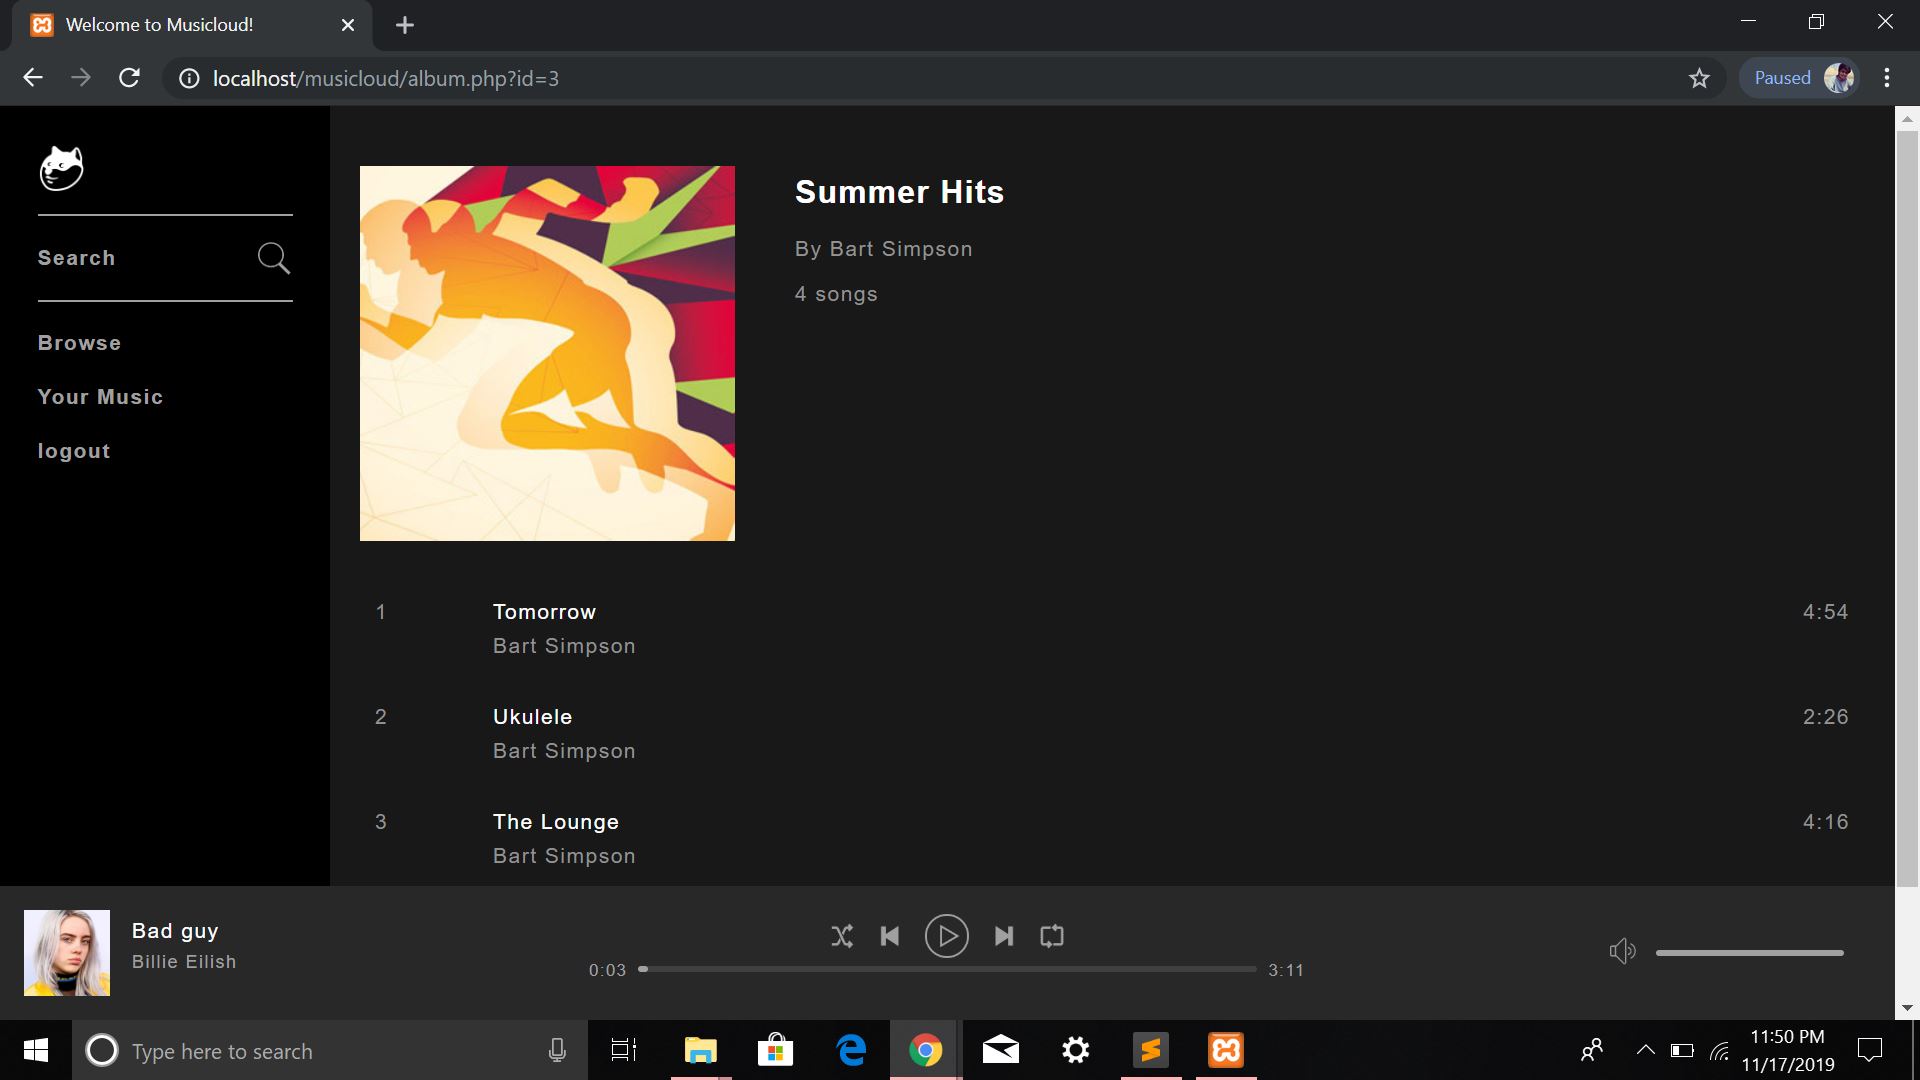 Welcome to Musicloud!
localhost/musicloud/album.php?id=3
Paused
Search
Browse
Your Music
logout
Summer Hits
By Bart Simpson
4 songs
1 Tomorrow 4:54
Bart Simpson
2 Ukulele 2:26
Bart Simpson
3 The Lounge 4:16
Bart Simpson
Bad guy
Billie Eilish
0:03 3:11
Type here to search
11:50 PM
11/17/2019